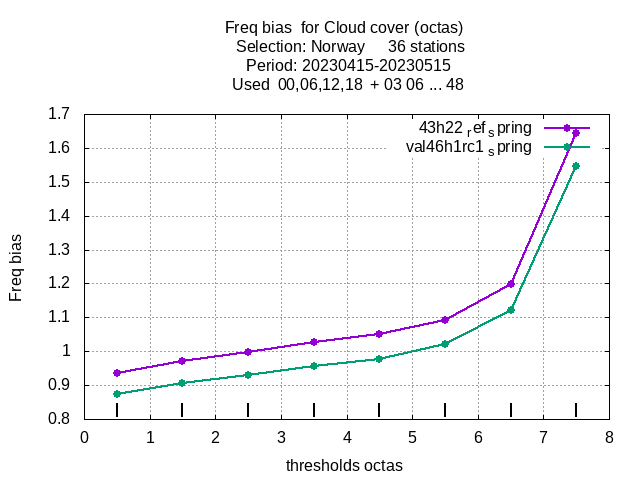 Freq bias for Cloud cover (octas)
Selection: Norway 36 stations
Period: 20230415-20230515
Used 00,06,12,18 + 03 06 ... 48
43h22 ref spring
val46h1rc1 spring
1.7
1.6
1.5
1.4
1.3
1.2
1.1
1
0.9
0.8
Freq bias
0 1 2 3 4 5 6 7 8
thresholds octas